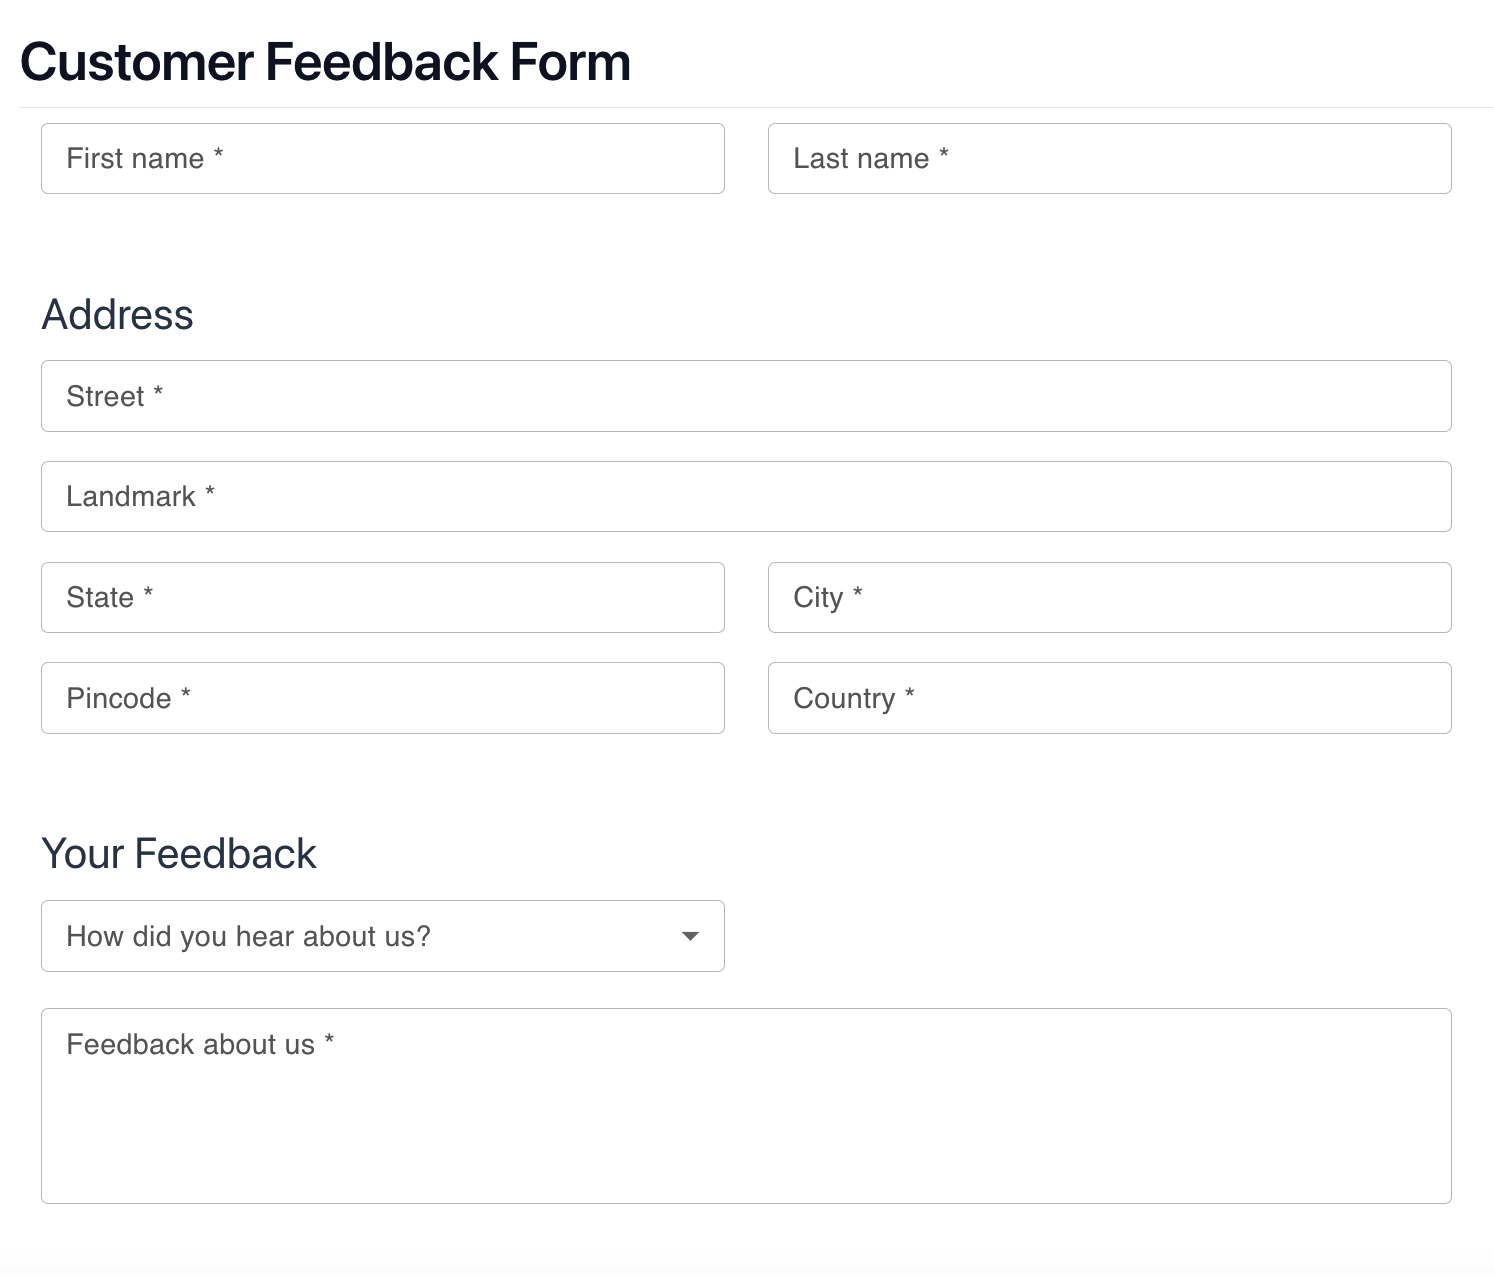 Customer Feedback Form
First name *
Last name *
Address
Street *
Landmark *
State *
City *
Pincode *
Country *
Your Feedback
How did you hear about us?
Feedback about us *